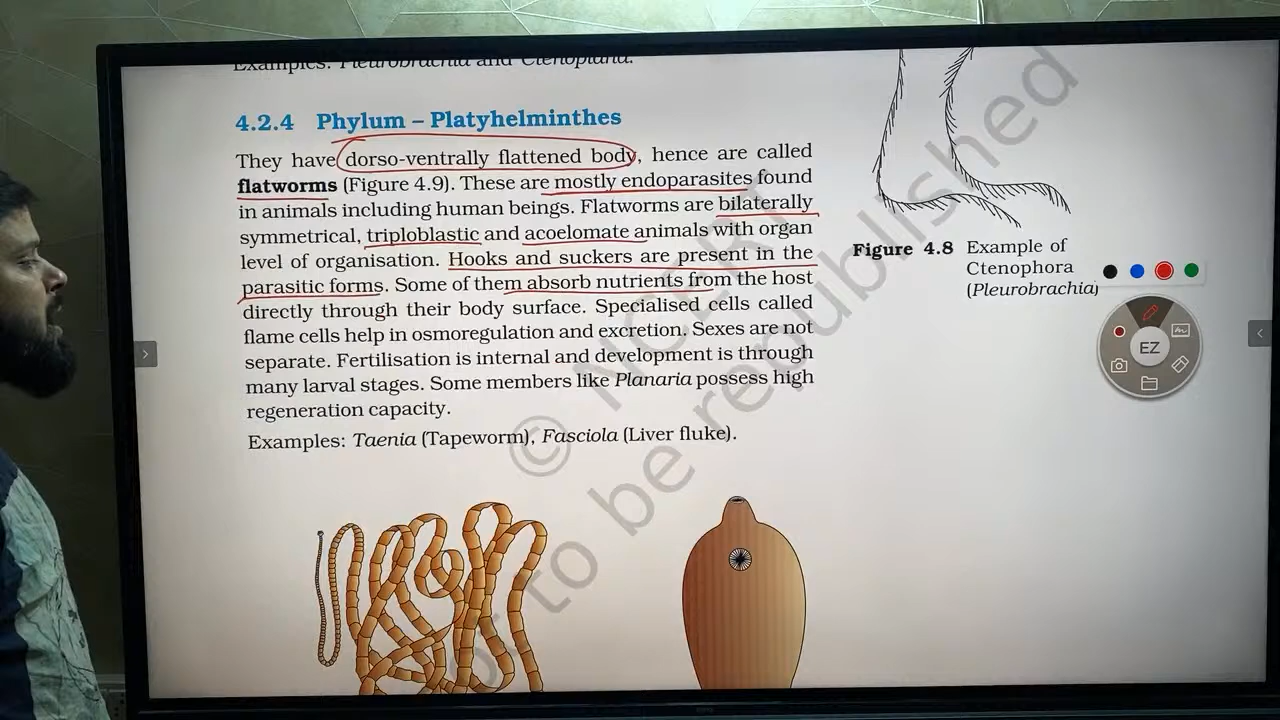 Examples: Pleurobrachia and Ctenoplana.
4.2.4 Phylum – Platyhelminthes
They have dorso-ventrally flattened body, hence are called
flatworms (Figure 4.9). These are mostly endoparasites found
in animals including human beings. Flatworms are bilaterally
symmetrical, triploblastic and acoelomate animals with organ
level of organisation. Hooks and suckers are present in the
parasitic forms. Some of them absorb nutrients from the host
directly through their body surface. Specialised cells called
flame cells help in osmoregulation and excretion. Sexes are not
separate. Fertilisation is internal and development is through
many larval stages. Some members like Planaria possess high
regeneration capacity.
Examples: Taenia (Tapeworm), Fasciola (Liver fluke).
Figure 4.8 Example of
Ctenophora
(Pleurobrachia)
EZ
© NCERT
not to be republished